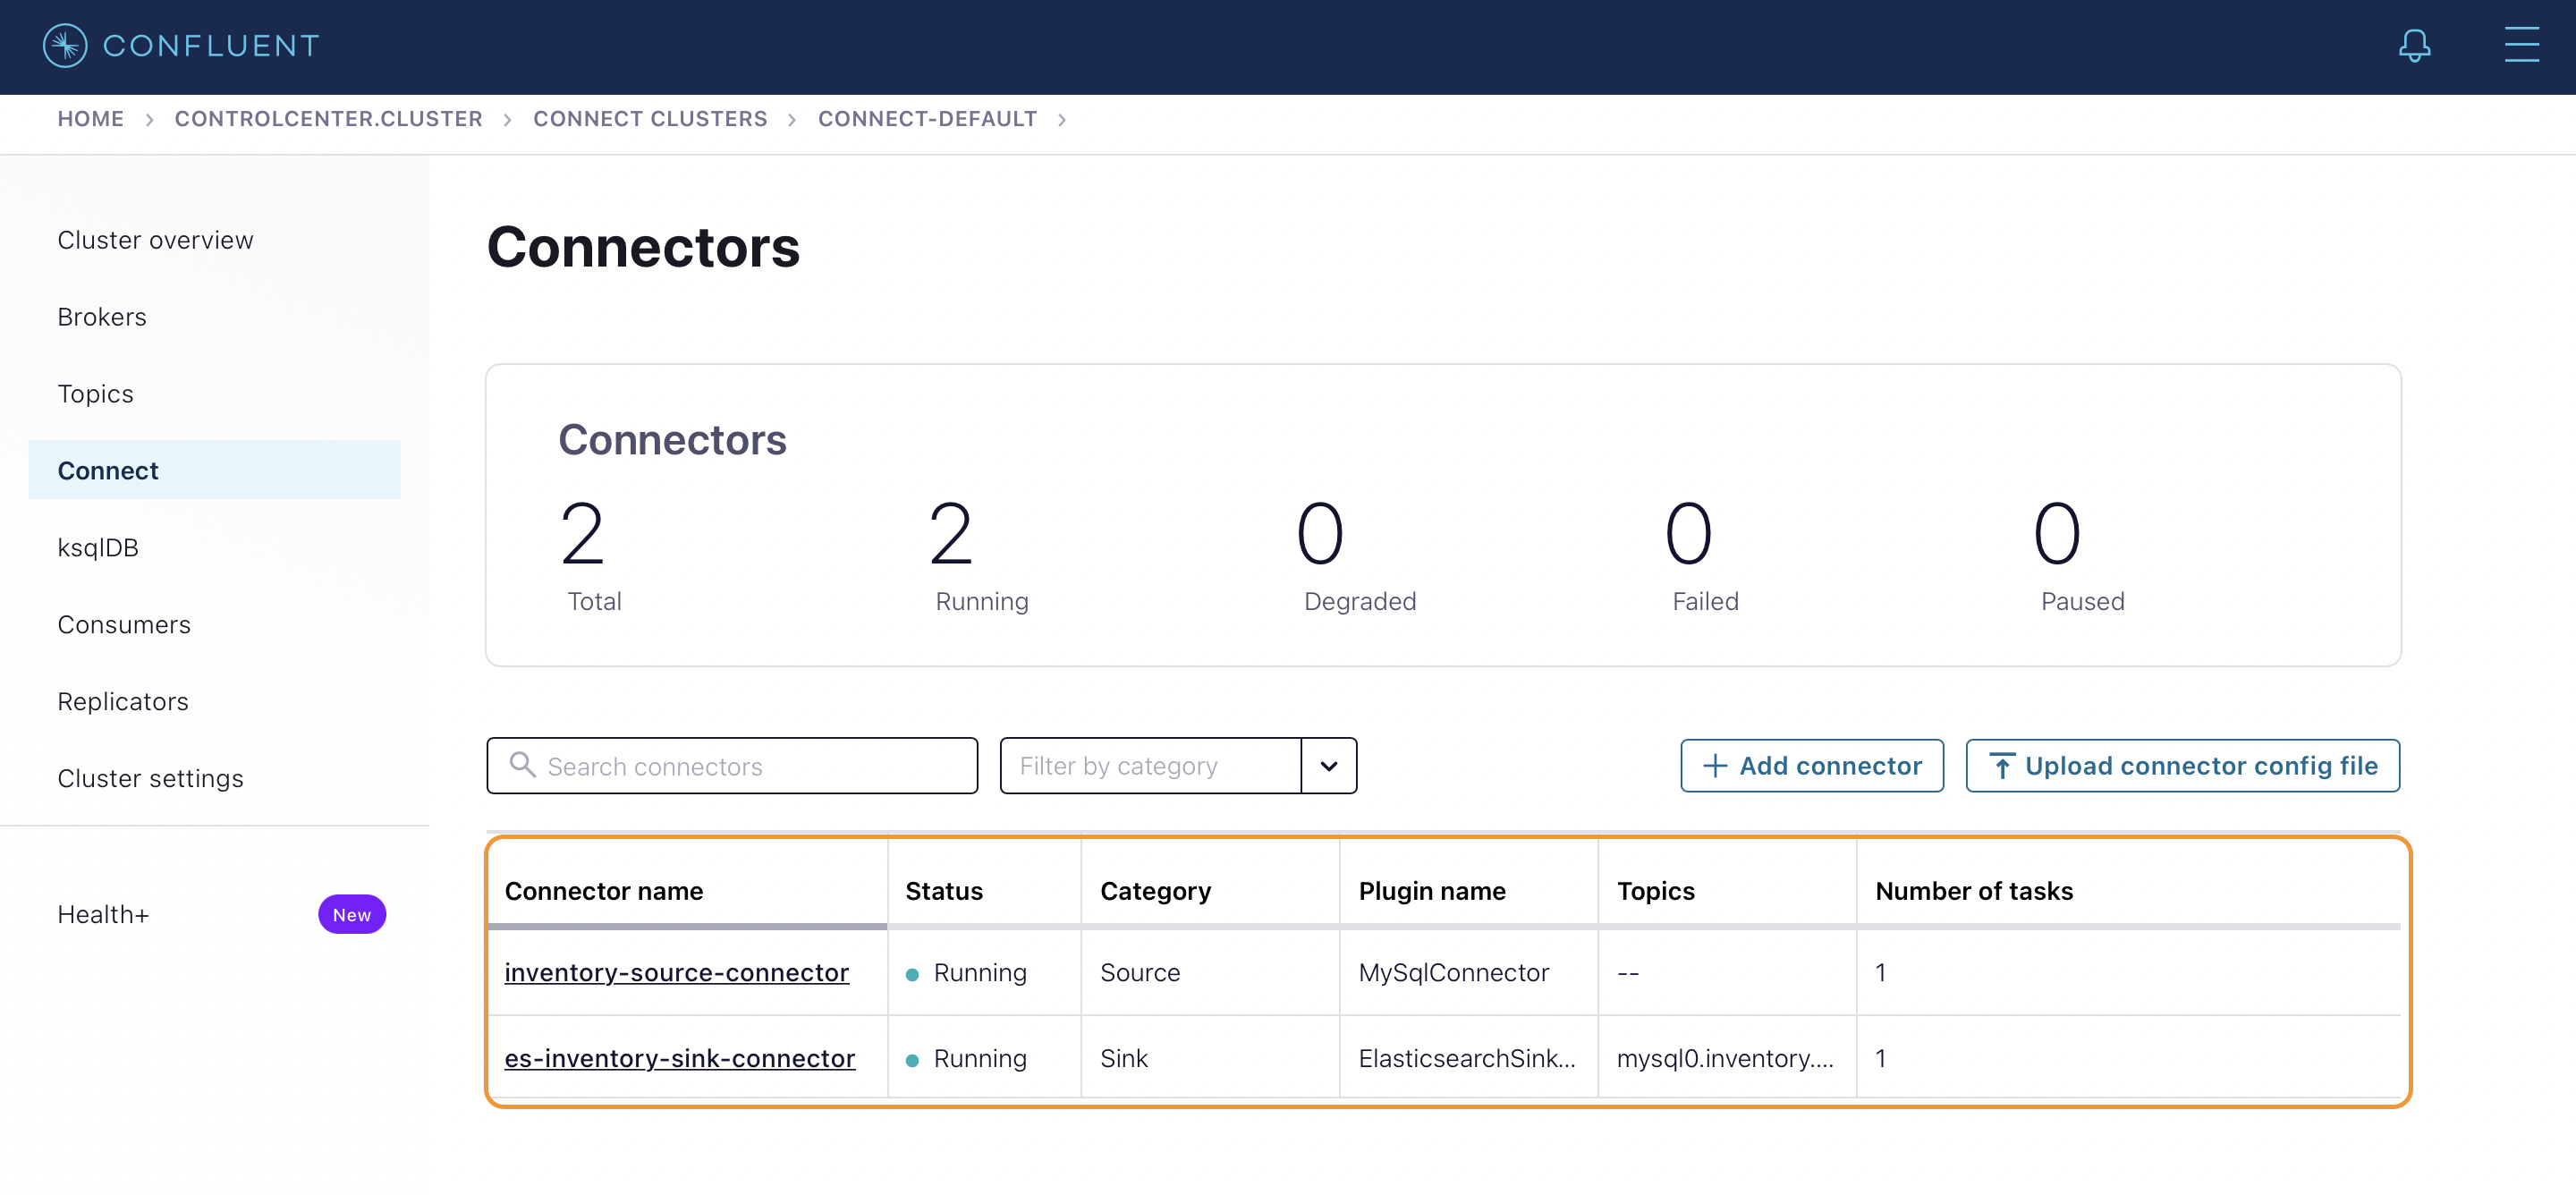 CONFLUENT
HOME > CONTROLCENTER.CLUSTER > CONNECT CLUSTERS > CONNECT-DEFAULT >
Cluster overview
Brokers
Topics
Connect
ksqlDB
Consumers
Replicators
Cluster settings
Health+ New
Connectors
Connectors
2 2 0 0 0
Total Running Degraded Failed Paused
Search connectors Filter by category Add connector Upload connector config file
Connector name Status Category Plugin name Topics Number of tasks
inventory-source-connector Running Source MySqlConnector -- 1
es-inventory-sink-connector Running Sink ElasticsearchSink... mysql0.inventory.... 1